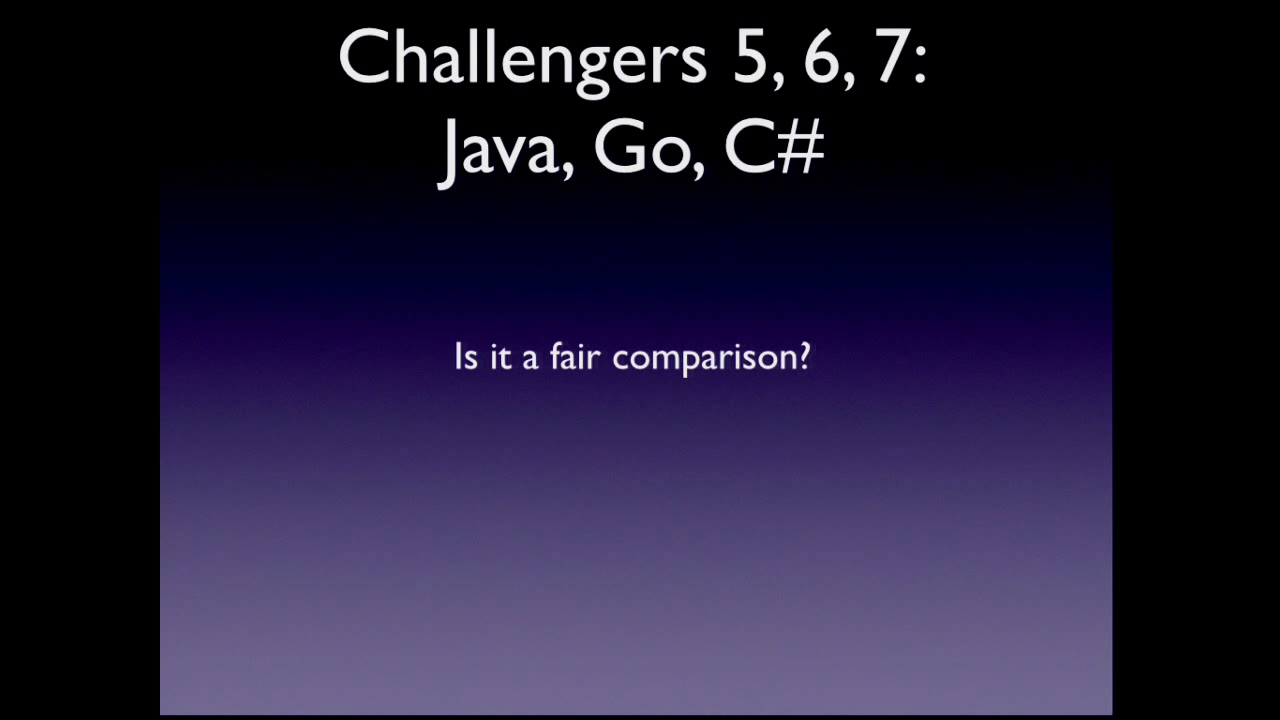 Challengers 5, 6, 7:
Java, Go, C#
Is it a fair comparison?